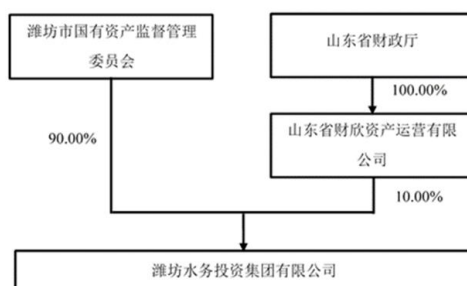 潍坊市国有资产监督管理
委员会
山东省财政厅
100.00%
90.00%
山东省财欣资产运营有限
公司
10.00%
潍坊水务投资集团有限公司